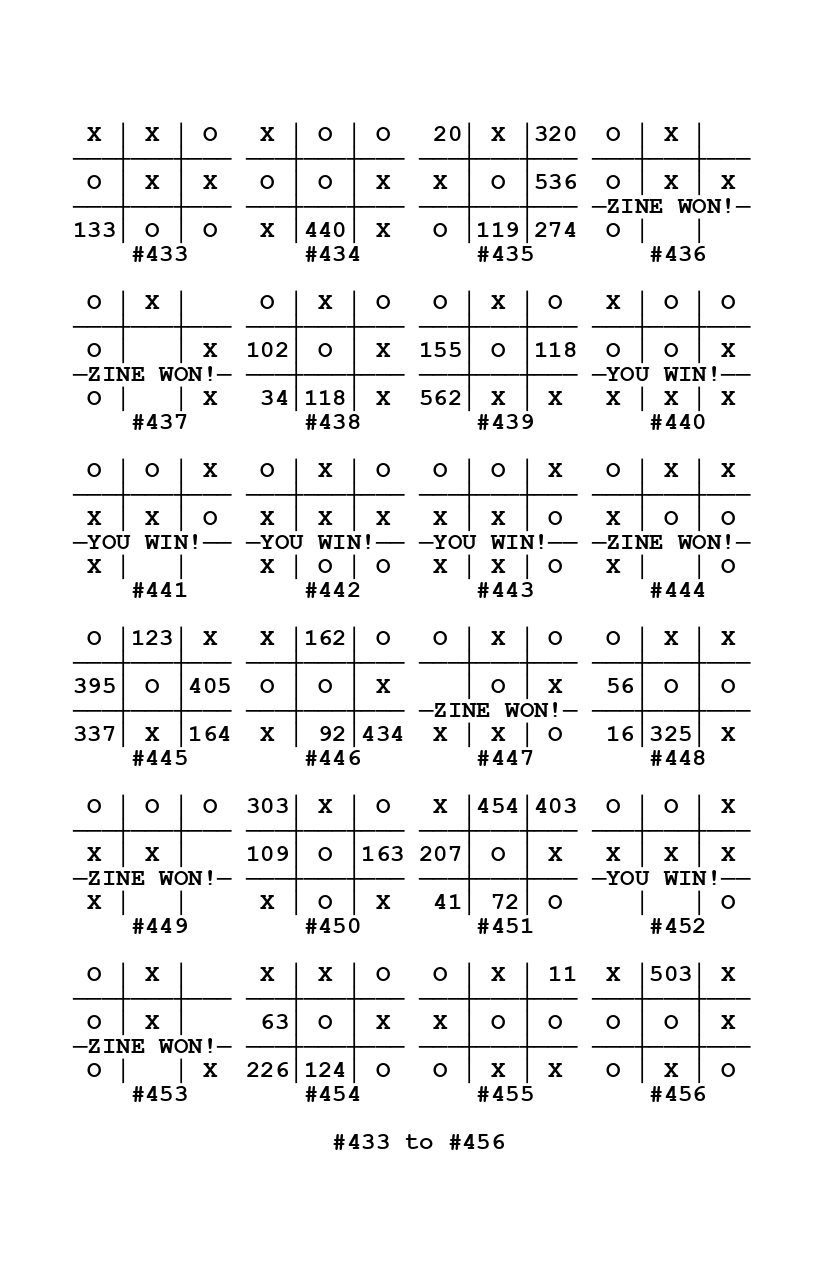 X | X | O X | O | O 20| X |320 O | X |
O | X | X O | O | X X | O |536 O | X | X
—ZINE WON!—
133| O | O X |440| X O |119|274 O | |
#433 #434 #435 #436
O | X | O | X | O O | X | O X | O | O
O | | X 102| O | X 155| O |118 O | O | X
—ZINE WON!— —YOU WIN!——
O | | X 34|118| X 562| X | X X | X | X
#437 #438 #439 #440
O | O | X O | X | O O | O | X O | X | X
X | X | O X | X | X X | X | O X | O | O
—YOU WIN!—— —YOU WIN!—— —YOU WIN!—— —ZINE WON!—
X | | X | O | O X | X | O X | | O
#441 #442 #443 #444
O |123| X X |162| O O | X | O O | X | X
395| O |405 O | O | X | O | X 56| O | O
—ZINE WON!—
337| X |164 X | 92|434 X | X | O 16|325| X
#445 #446 #447 #448
O | O | O 303| X | O X |454|403 O | O | X
X | X | 109| O |163 207| O | X X | X | X
—ZINE WON!— —YOU WIN!——
X | | X | O | X 41| 72| O | | O
#449 #450 #451 #452
O | X | X | X | O O | X | 11 X |503| X
O | X | 63| O | X X | O | O O | O | X
—ZINE WON!—
O | | X 226|124| O O | X | X O | X | O
#453 #454 #455 #456
#433 to #456